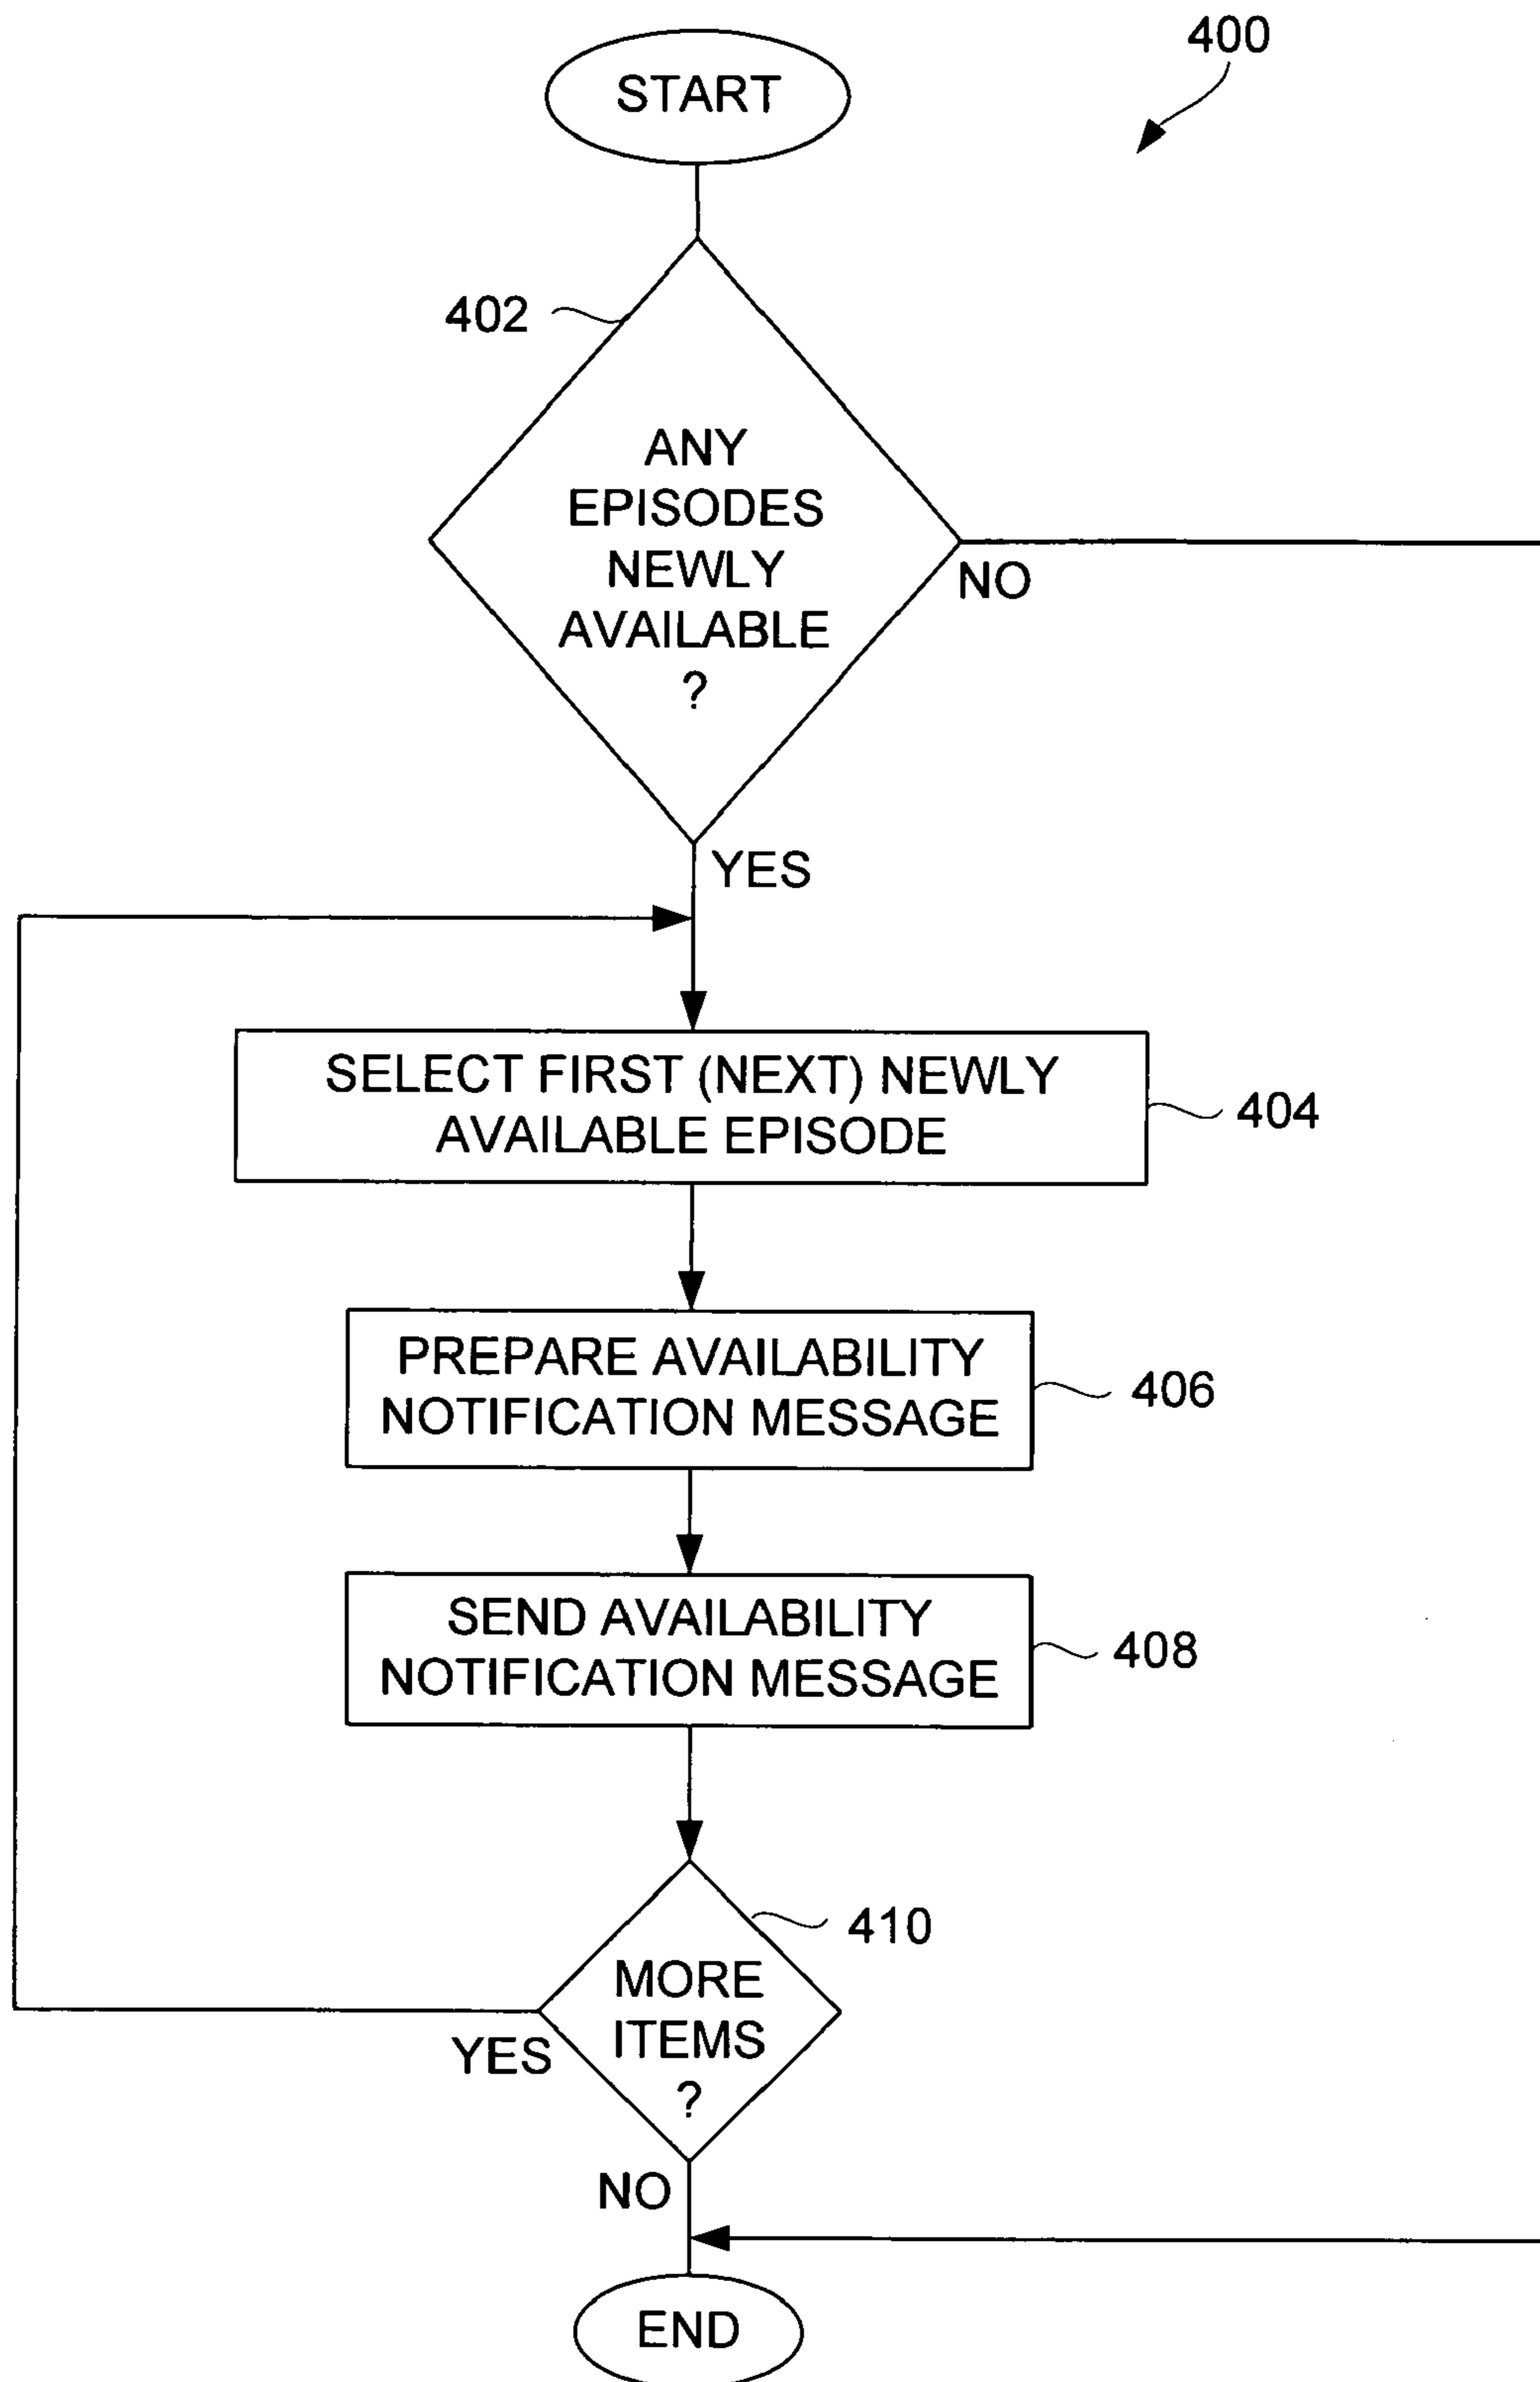 400
START
402
ANY
EPISODES
NEWLY
AVAILABLE
?
NO
YES
SELECT FIRST (NEXT) NEWLY
AVAILABLE EPISODE
404
PREPARE AVAILABILITY
NOTIFICATION MESSAGE
406
SEND AVAILABILITY
NOTIFICATION MESSAGE
408
410
MORE
ITEMS
?
YES
NO
END